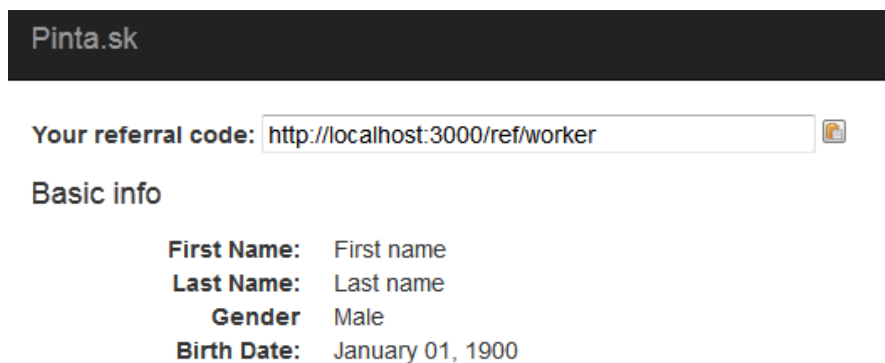 Pinta.sk
Your referral code: http://localhost:3000/ref/worker
Basic info
First Name: First name
Last Name: Last name
Gender Male
Birth Date: January 01, 1900